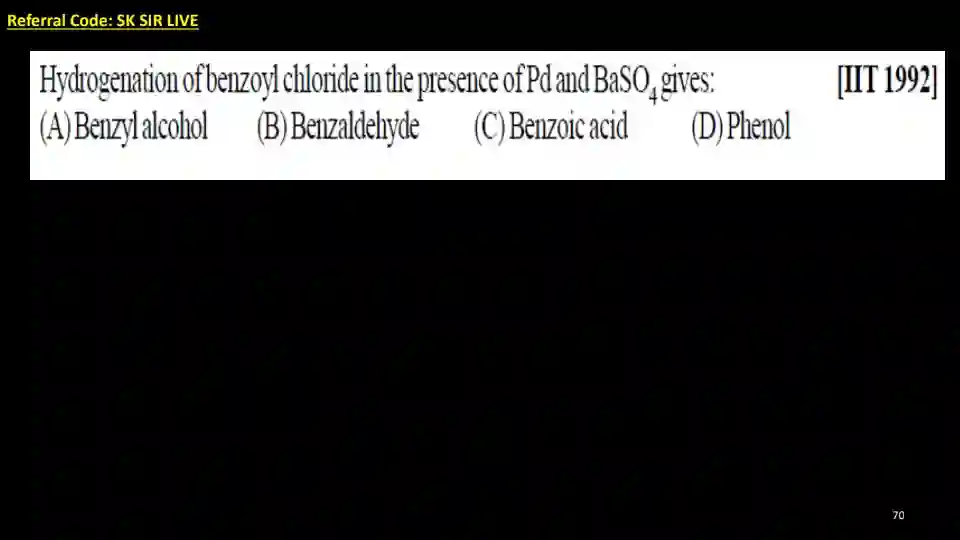 Referral Code: SK SIR LIVE
Hydrogenation of benzoyl chloride in the presence of Pd and BaSO₄ gives: [IIT 1992]
(A) Benzyl alcohol (B) Benzaldehyde (C) Benzoic acid (D) Phenol
70